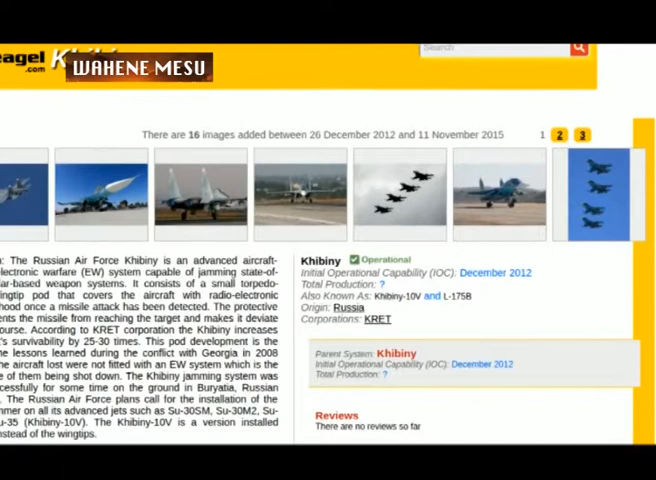 eagel
.com
WAHENE MESU
Search
There are 16 images added between 26 December 2012 and 11 November 2015 1 2 3
n: The Russian Air Force Khibiny is an advanced aircraft-
electronic warfare (EW) system capable of jamming state-of-
ar-based weapon systems. It consists of a small torpedo-
ngtip pod that covers the aircraft with radio-electronic
hood once a missile attack has been detected. The protective
ents the missile from reaching the target and makes it deviate
ourse. According to KRET corporation the Khibiny increases
t's survivability by 25-30 times. This pod development is the
he lessons learned during the conflict with Georgia in 2008
he aircraft lost were not fitted with an EW system which is the
e of them being shot down. The Khibiny jamming system was
cessfully for some time on the ground in Buryatia, Russian
. The Russian Air Force plans call for the installation of the
mmer on all its advanced jets such as Su-30SM, Su-30M2, Su-
u-35 (Khibiny-10V). The Khibiny-10V is a version installed
nstead of the wingtips.
Khibiny Operational
Initial Operational Capability (IOC): December 2012
Total Production: ?
Also Known As: Khibiny-10V and L-175B
Origin: Russia
Corporations: KRET
Parent System: Khibiny
Initial Operational Capability (IOC): December 2012
Total Production: ?
Reviews
There are no reviews so far